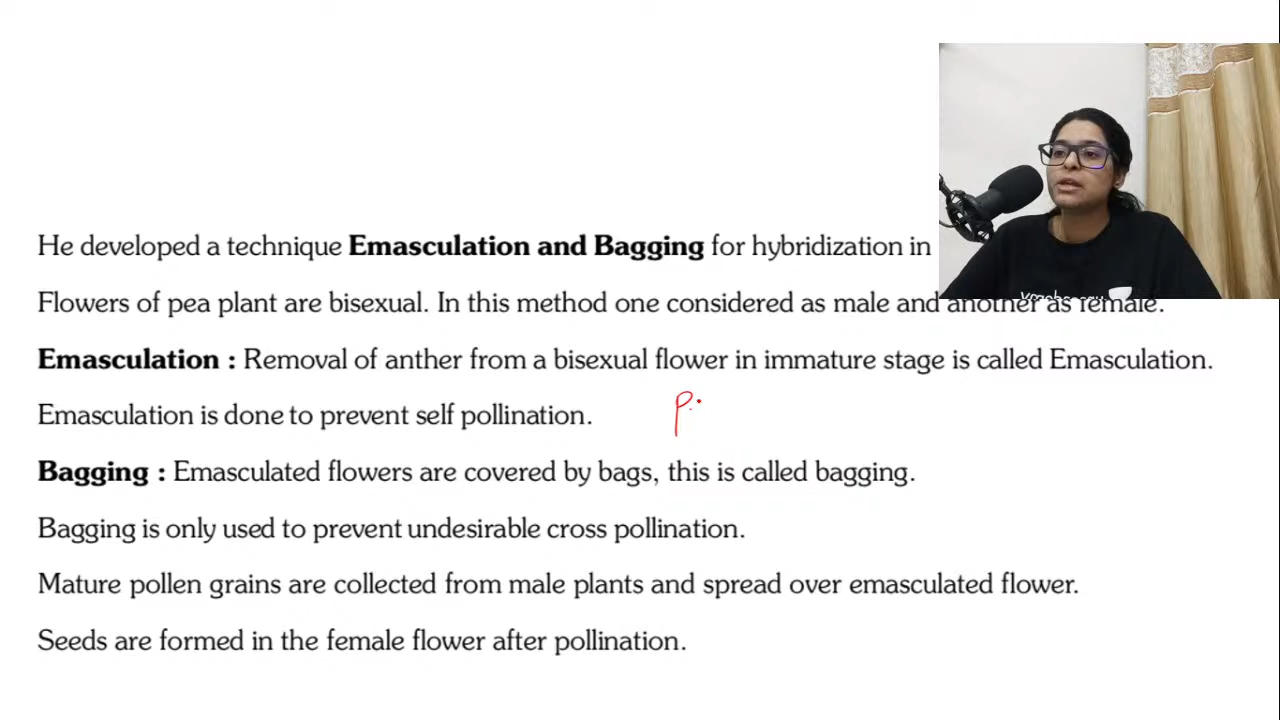 He developed a technique Emasculation and Bagging for hybridization in
Flowers of pea plant are bisexual. In this method one considered as male and another as female.
Emasculation : Removal of anther from a bisexual flower in immature stage is called Emasculation.
Emasculation is done to prevent self pollination.
P
Bagging : Emasculated flowers are covered by bags, this is called bagging.
Bagging is only used to prevent undesirable cross pollination.
Mature pollen grains are collected from male plants and spread over emasculated flower.
Seeds are formed in the female flower after pollination.